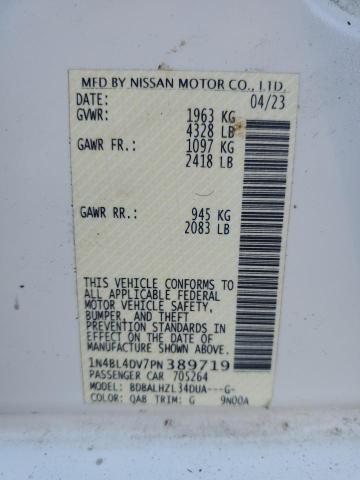 MFD BY NISSAN MOTOR CO., LTD.
DATE: 04/23
GVWR: 1963 KG
4328 LB
GAWR FR.: 1097 KG
2418 LB
GAWR RR.: 945 KG
2083 LB
THIS VEHICLE CONFORMS TO
ALL APPLICABLE FEDERAL
MOTOR VEHICLE SAFETY,
BUMPER, AND THEFT
PREVENTION STANDARDS IN
EFFECT ON THE DATE OF
MANUFACTURE SHOWN ABOVE.
1N4BL4DV7PN389719
PASSENGER CAR 705264
MODEL: BDBALHZL34DUA---G-
COLOR: QAB TRIM: G 9N00A